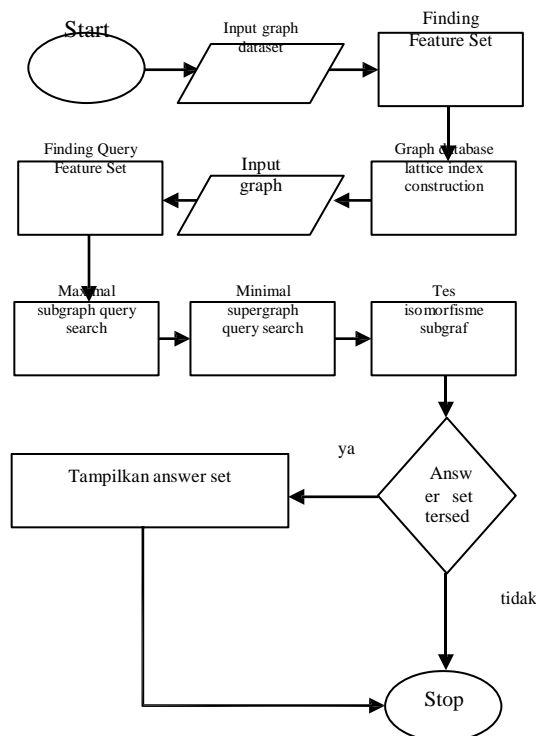 Start
Input graph
dataset
Finding
Feature Set
Graph database
lattice index
construction
Input
graph
Finding Query
Feature Set
Maximal
subgraph query
search
Minimal
supergraph
query search
Tes
isomorfisme
subgraf
Answ
er set
tersed
ya
Tampilkan answer set
tidak
Stop